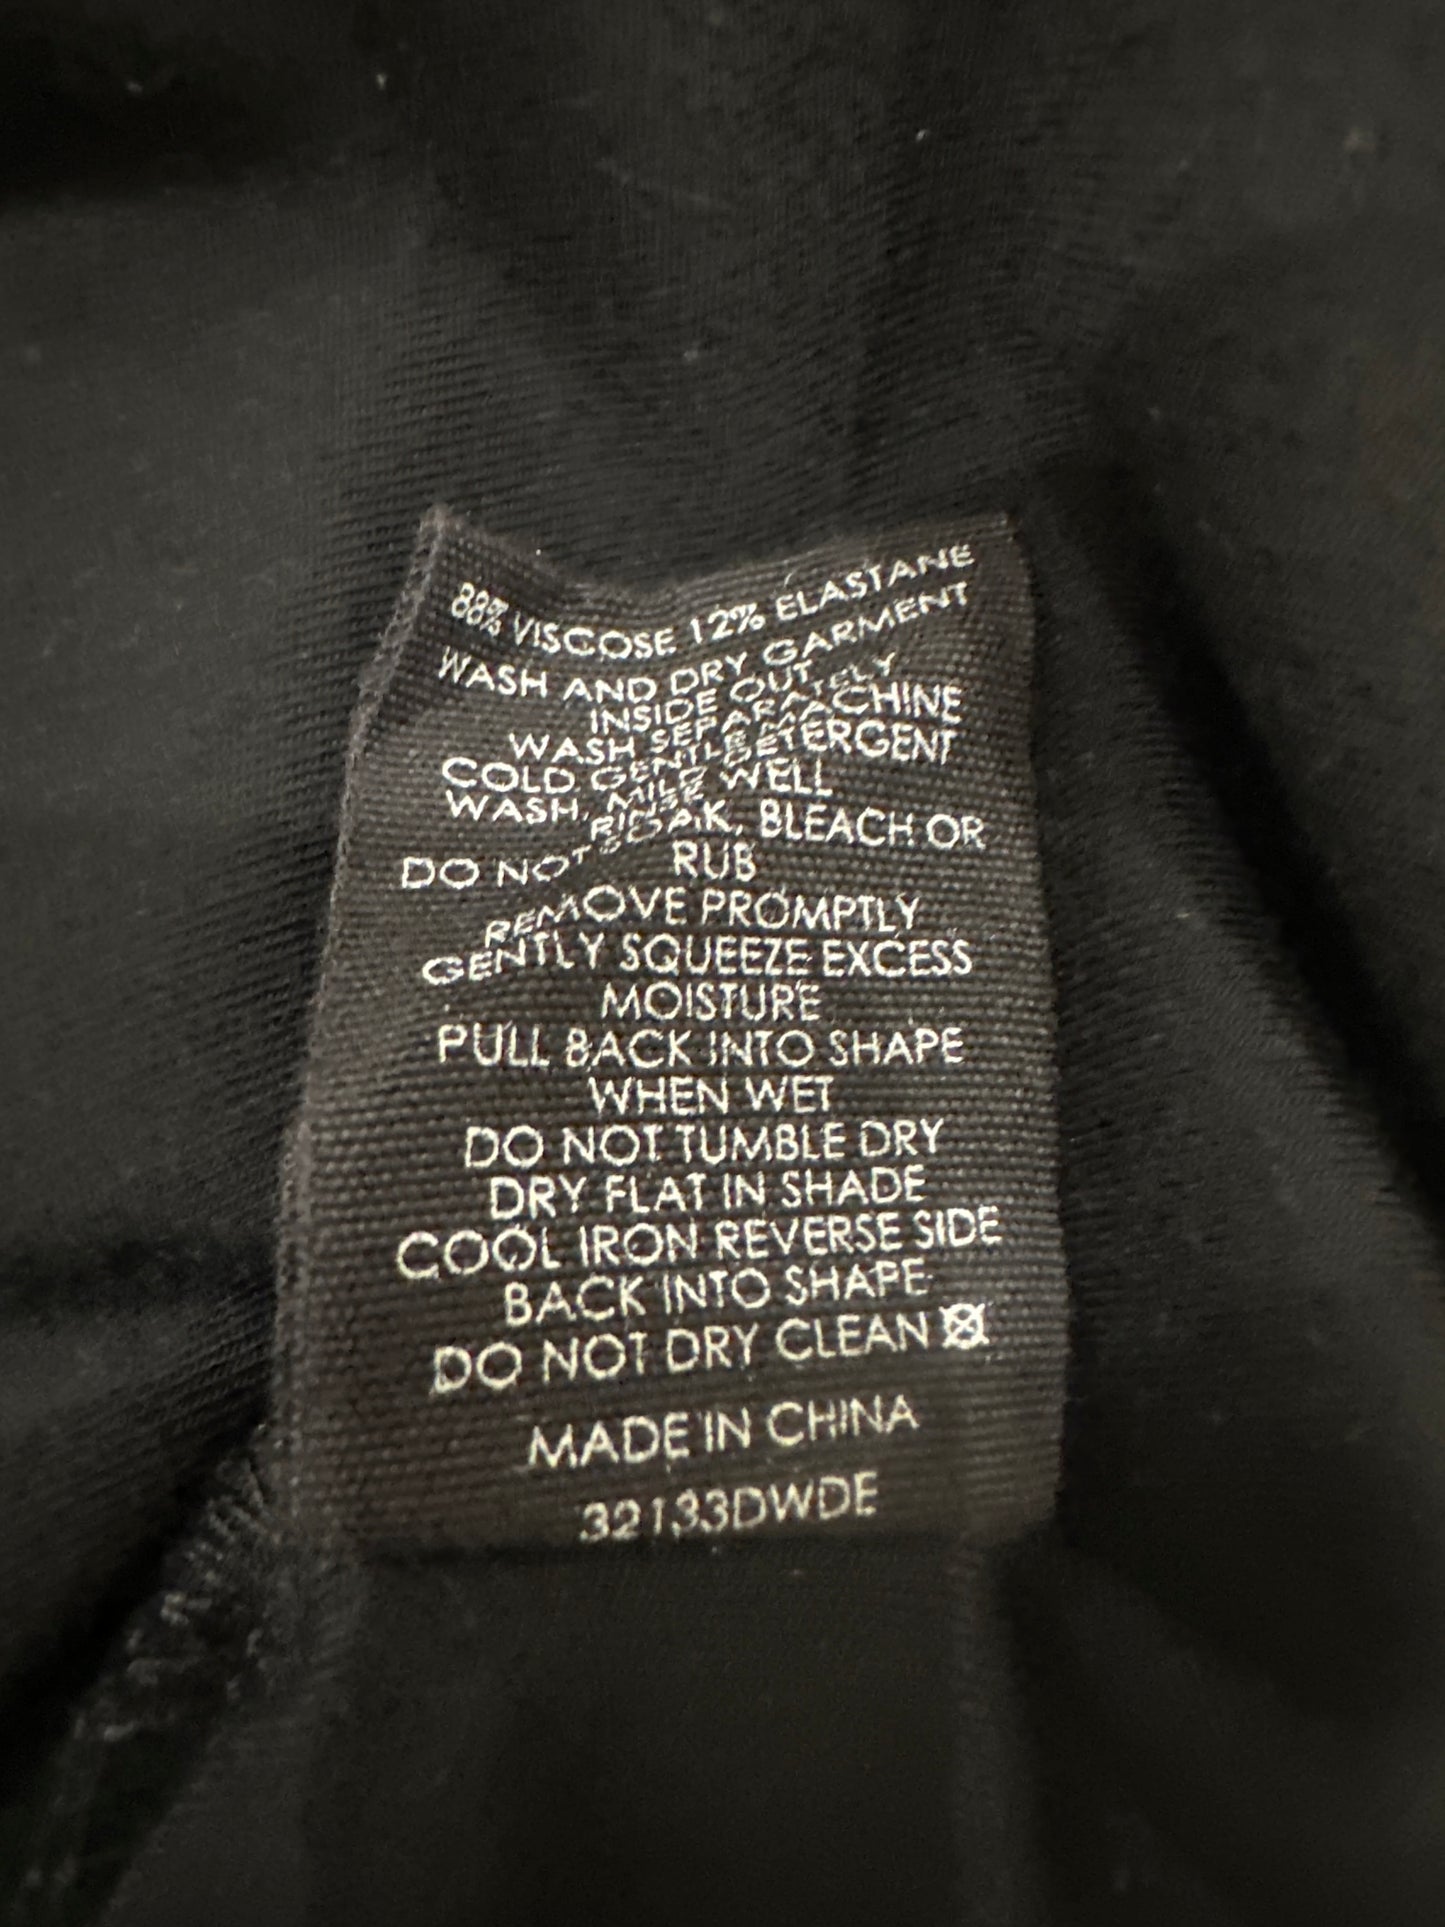 88% VISCOSE 12% ELASTANE
WASH AND DRY GARMENT
INSIDE OUT
WASH SEPARATELY
COLD GENTLE MACHINE
WASH, MILD DETERGENT
RINSE WELL
DO NOT SOAK, BLEACH OR
RUB
REMOVE PROMPTLY
GENTLY SQUEEZE EXCESS
MOISTURE
PULL BACK INTO SHAPE
WHEN WET
DO NOT TUMBLE DRY
DRY FLAT IN SHADE
COOL IRON REVERSE SIDE
BACK INTO SHAPE
DO NOT DRY CLEAN
MADE IN CHINA
32133DWDE